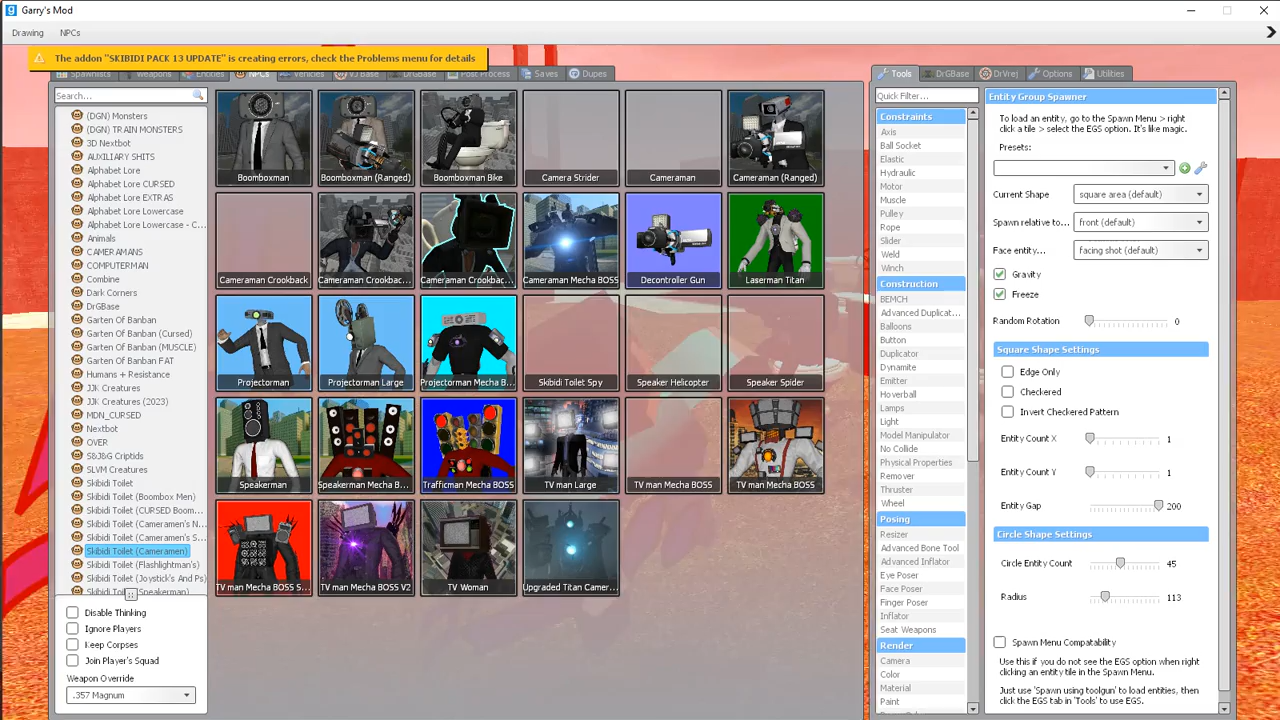 Garry's Mod
Drawing NPCs
The addon "SKIBIDI PACK 13 UPDATE" is creating errors, check the Problems menu for details
Spawnlists Weapons Entities NPCs Vehicles VJ Base DrGBase Post Process Saves Dupes
Search...
(DGN) Monsters
(DGN) TRAIN MONSTERS
3D Nextbot
AUXILIARY SHITS
Alphabet Lore
Alphabet Lore CURSED
Alphabet Lore EXTRAS
Alphabet Lore Lowercase
Alphabet Lore Lowercase - C...
Animals
CAMERAMANS
COMPUTERMAN
Combine
Dark Corners
DrGBase
Garten Of Banban
Garten Of Banban (Cursed)
Garten Of Banban (MUSCLE)
Garten Of Banban FAT
Humans + Resistance
JJK Creatures
JJK Creatures (2023)
MDN_CURSED
Nextbot
OVER
S&J&G Criptids
SLVM Creatures
Skibidi Toilet
Skibidi Toilet (Boombox Men)
Skibidi Toilet (CURSED Boom...
Skibidi Toilet (Cameramen's N...
Skibidi Toilet (Cameramen's S...
Skibidi Toilet (Cameramen)
Skibidi Toilet (Flashlightman's)
Skibidi Toilet (Joystick's And Ps)
Skibidi Toilet (Speakerman)
Disable Thinking
Ignore Players
Keep Corpses
Join Player's Squad
Weapon Override
.357 Magnum
Boomboxman
Boomboxman (Ranged)
Boomboxman Bike
Camera Strider
Cameraman
Cameraman (Ranged)
Cameraman Crookback
Cameraman Crookbac...
Cameraman Crookbac...
Cameraman Mecha BOSS
Decontroller Gun
Laserman Titan
Projectorman
Projectorman Large
Projectorman Mecha B...
Skibidi Toilet Spy
Speaker Helicopter
Speaker Spider
Speakerman
Speakerman Mecha B...
Trafficman Mecha BOSS
TV man Large
TV man Mecha BOSS
TV man Mecha BOSS
TV man Mecha BOSS S...
TV man Mecha BOSS V2
TV Woman
Upgraded Titan Camer...
Tools DrGBase DrVrej Options Utilities
Quick Filter...
Constraints
Axis
Ball Socket
Elastic
Hydraulic
Motor
Muscle
Pulley
Rope
Slider
Weld
Winch
Construction
BEMCH
Advanced Duplicat...
Balloons
Button
Duplicator
Dynamite
Emitter
Hoverball
Lamps
Light
Model Manipulator
No Collide
Physical Properties
Remover
Thruster
Wheel
Posing
Resizer
Advanced Bone Tool
Advanced Inflator
Eye Poser
Face Poser
Finger Poser
Inflator
Seat Weapons
Render
Camera
Color
Material
Paint
Entity Group Spawner
To load an entity, go to the Spawn Menu > right
click a tile > select the EGS option. It's like magic.
Presets:
Current Shape square area (default)
Spawn relative to... front (default)
Face entity... facing shot (default)
Gravity
Freeze
Random Rotation 0
Square Shape Settings
Edge Only
Checkered
Invert Checkered Pattern
Entity Count X 1
Entity Count Y 1
Entity Gap 200
Circle Shape Settings
Circle Entity Count 45
Radius 113
Spawn Menu Compatability
Use this if you do not see the EGS option when right
clicking an entity tile in the Spawn Menu.
Just use 'Spawn using toolgun' to load entities, then
click the EGS tab in 'Tools' to use EGS.